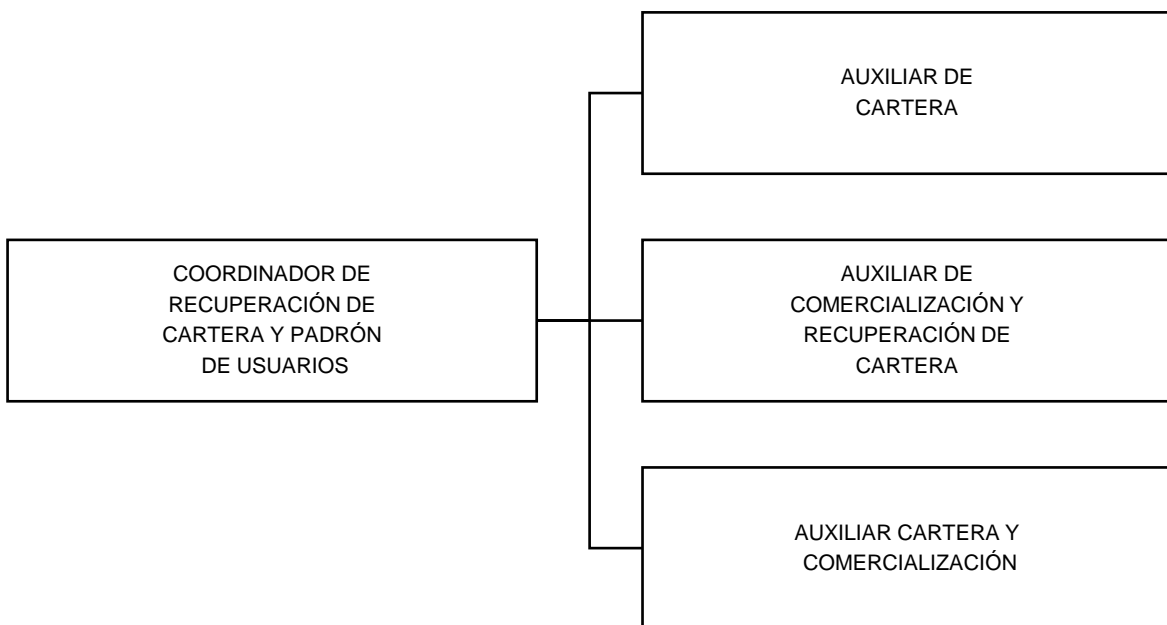 AUXILIAR DE
CARTERA
COORDINADOR DE
RECUPERACIÓN DE
CARTERA Y PADRÓN
DE USUARIOS
AUXILIAR DE
COMERCIALIZACIÓN Y
RECUPERACIÓN DE
CARTERA
AUXILIAR CARTERA Y
COMERCIALIZACIÓN